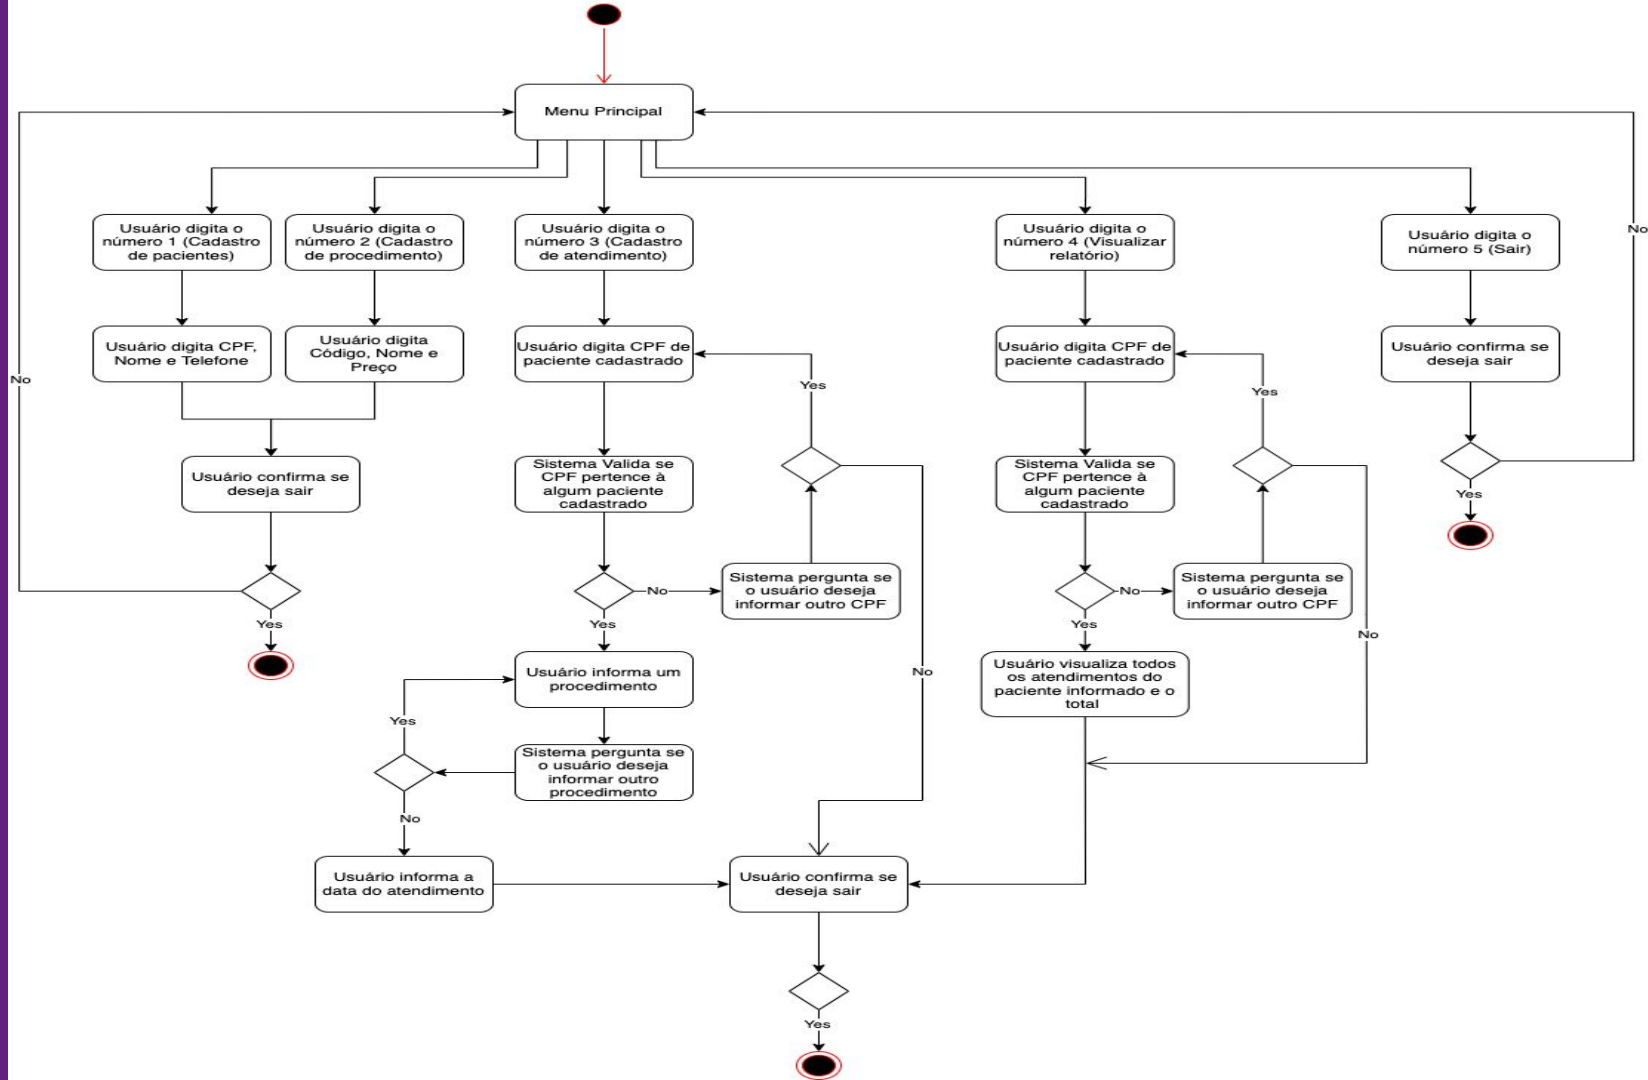 Menu Principal
Usuário digita o
número 1 (Cadastro
de pacientes)
Usuário digita o
número 2 (Cadastro
de procedimento)
Usuário digita o
número 3 (Cadastro
de atendimento)
Usuário digita o
número 4 (Visualizar
relatório)
Usuário digita o
número 5 (Sair)
No
Usuário digita CPF,
Nome e Telefone
Usuário digita
Código, Nome e
Preço
Usuário digita CPF de
paciente cadastrado
Yes
Usuário digita CPF de
paciente cadastrado
Yes
Usuário confirma se
deseja sair
No
Usuário confirma se
deseja sair
Sistema Valida se
CPF pertence à
algum paciente
cadastrado
Sistema Valida se
CPF pertence à
algum paciente
cadastrado
Yes
No
Sistema pergunta se
o usuário deseja
informar outro CPF
No
Sistema pergunta se
o usuário deseja
informar outro CPF
Yes
Yes
Yes
No
Usuário informa um
procedimento
No
Usuário visualiza todos
os atendimentos do
paciente informado e o
total
Yes
Sistema pergunta se
o usuário deseja
informar outro
procedimento
No
Usuário informa a
data do atendimento
Usuário confirma se
deseja sair
Yes